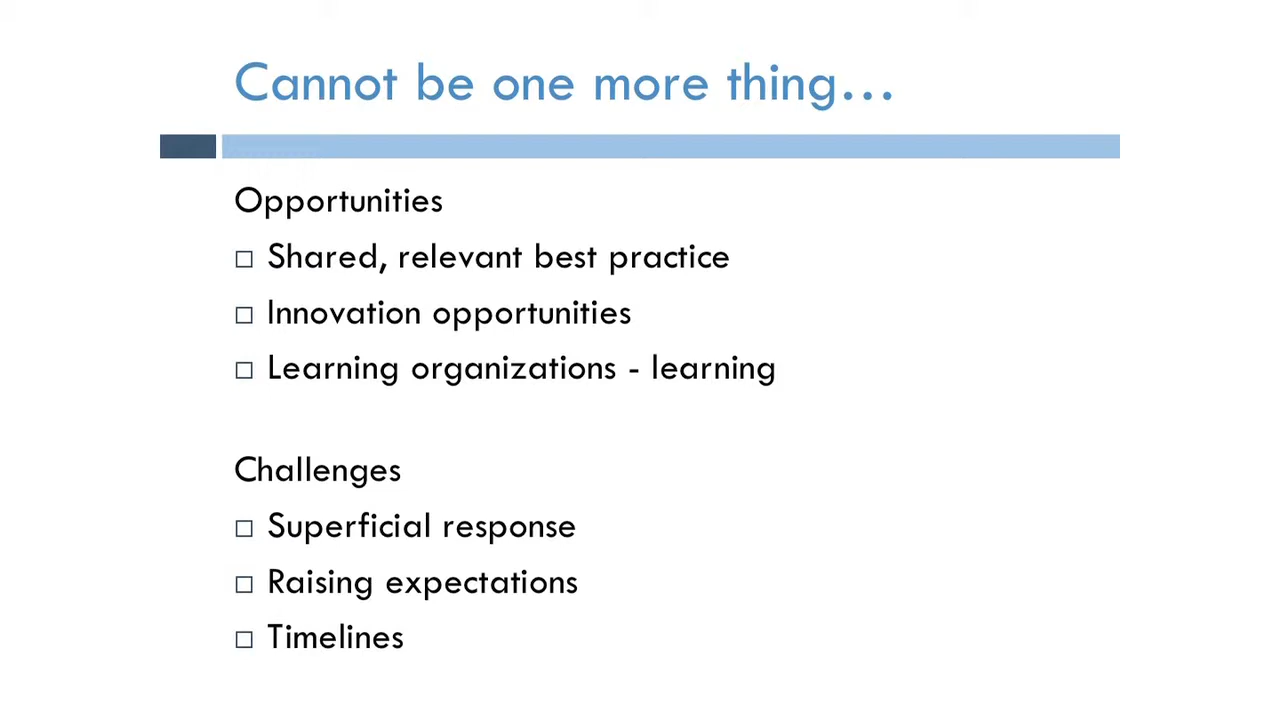 Cannot be one more thing…
Opportunities
Shared, relevant best practice
Innovation opportunities
Learning organizations - learning
Challenges
Superficial response
Raising expectations
Timelines